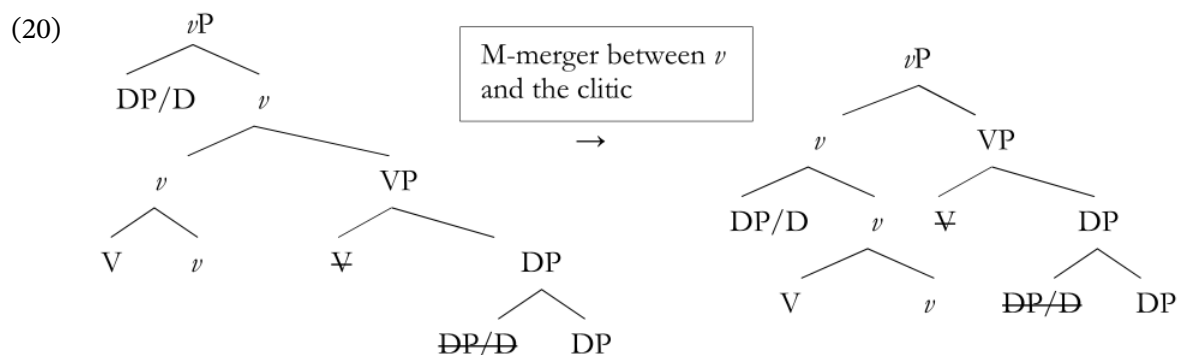 (20)
vP
DP/D v
v VP
V v V DP
DP/D DP
M-merger between v
and the clitic
→
vP
v VP
DP/D v V DP
V v DP/D DP